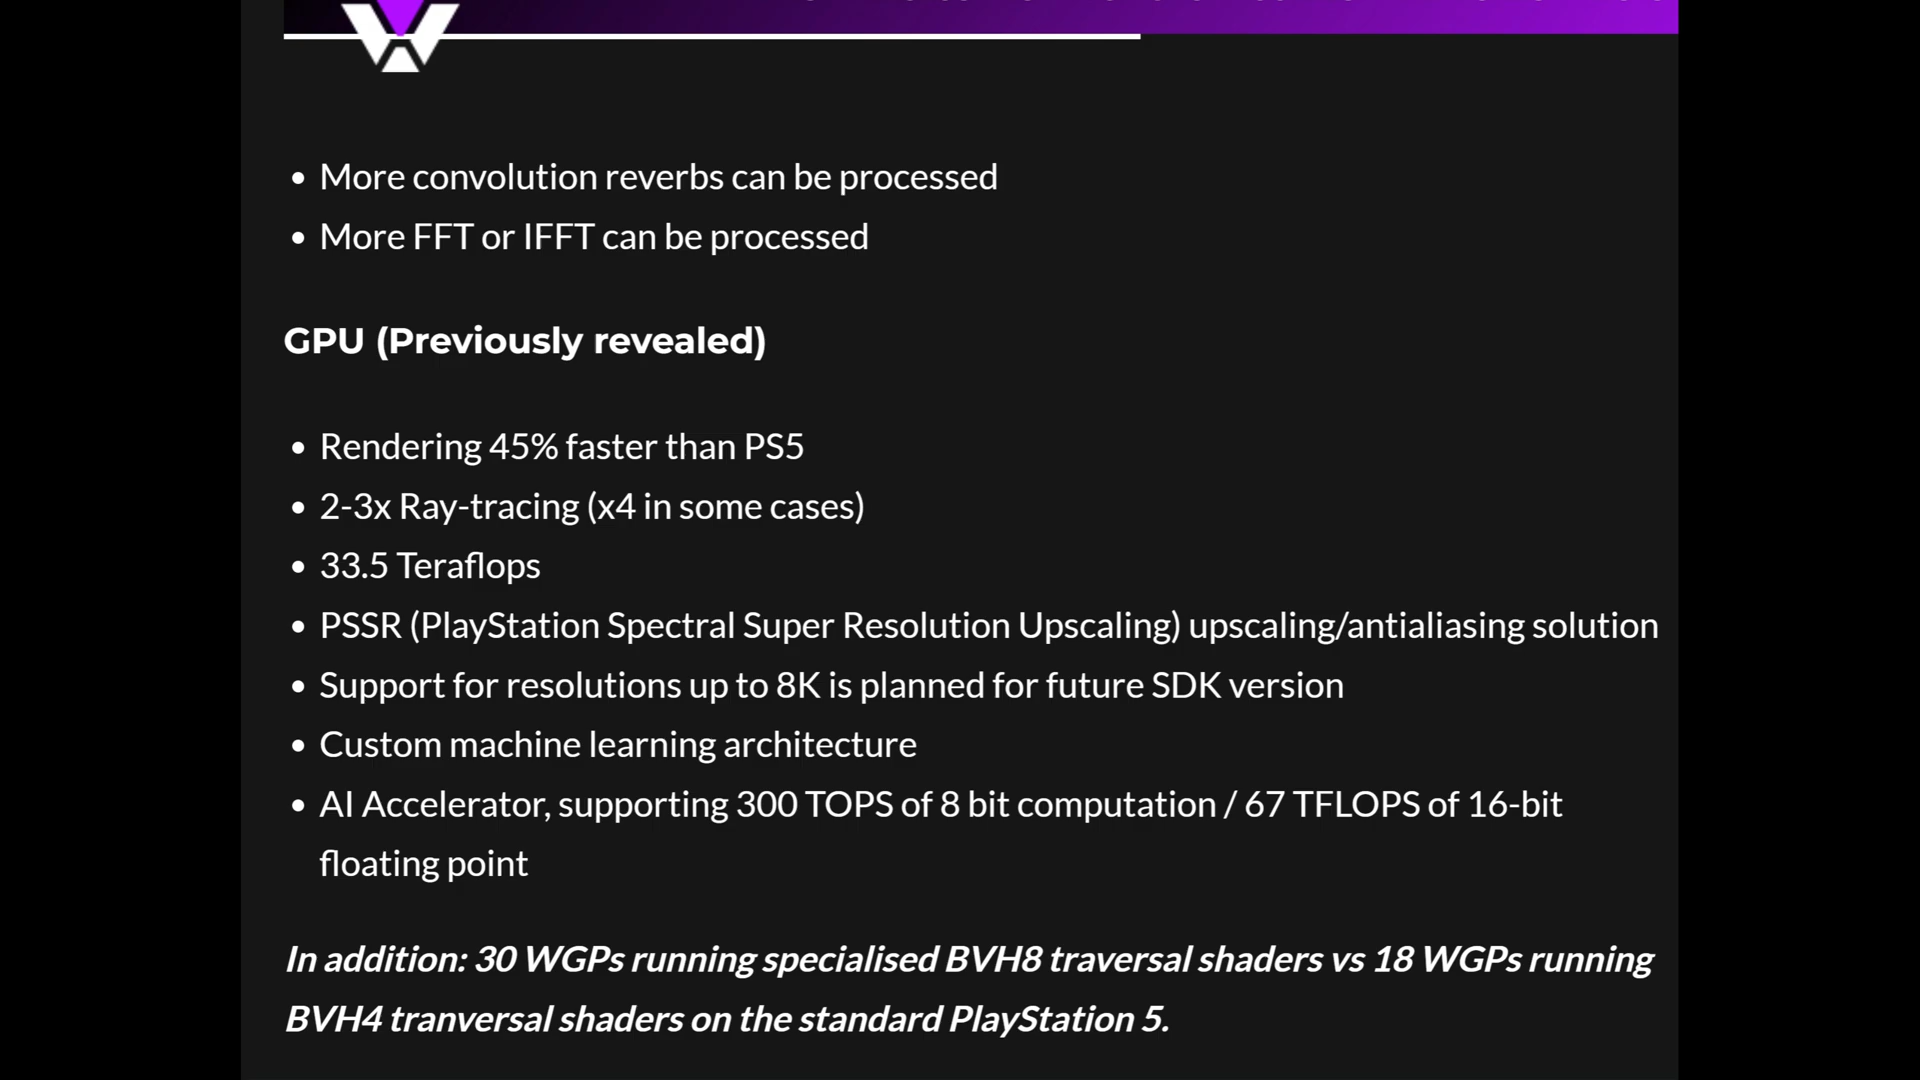 More convolution reverbs can be processed
More FFT or IFFT can be processed
GPU (Previously revealed)
Rendering 45% faster than PS5
2-3x Ray-tracing (x4 in some cases)
33.5 Teraflops
PSSR (PlayStation Spectral Super Resolution Upscaling) upscaling/antialiasing solution
Support for resolutions up to 8K is planned for future SDK version
Custom machine learning architecture
AI Accelerator, supporting 300 TOPS of 8 bit computation / 67 TFLOPS of 16-bit
floating point
In addition: 30 WGPs running specialised BVH8 traversal shaders vs 18 WGPs running
BVH4 tranversal shaders on the standard PlayStation 5.